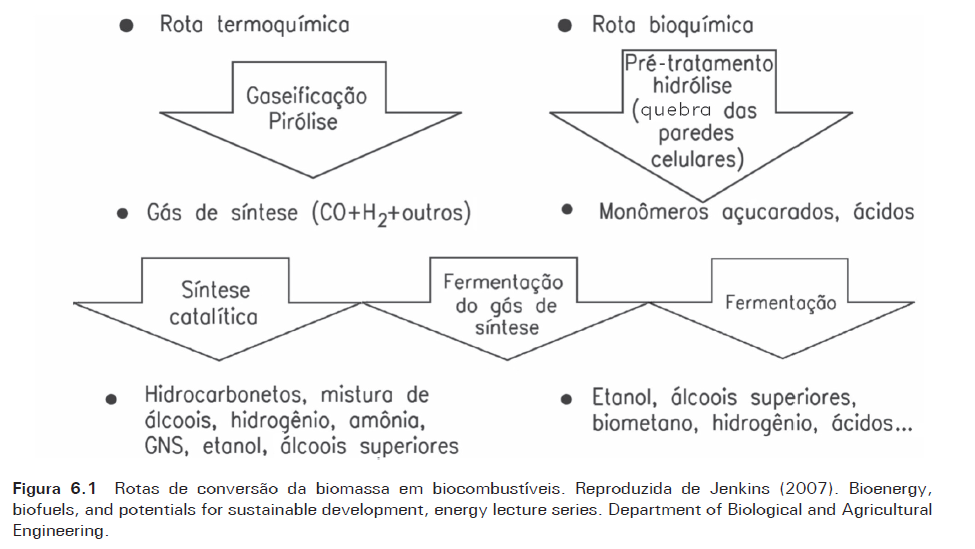 ● Rota termoquímica
● Rota bioquímica
Gaseificação
Pirólise
Pré-tratamento
hidrólise
(quebra das
paredes
celulares)
● Gás de síntese (CO+H₂+outros)
● Monômeros açucarados, ácidos
Síntese
catalítica
Fermentação
do gás de
síntese
Fermentação
● Hidrocarbonetos, mistura de
álcoois, hidrogênio, amônia,
GNS, etanol, álcoois superiores
● Etanol, álcoois superiores,
biometano, hidrogênio, ácidos...
Figura 6.1 Rotas de conversão da biomassa em biocombustíveis. Reproduzida de Jenkins (2007). Bioenergy,
biofuels, and potentials for sustainable development, energy lecture series. Department of Biological and Agricultural
Engineering.